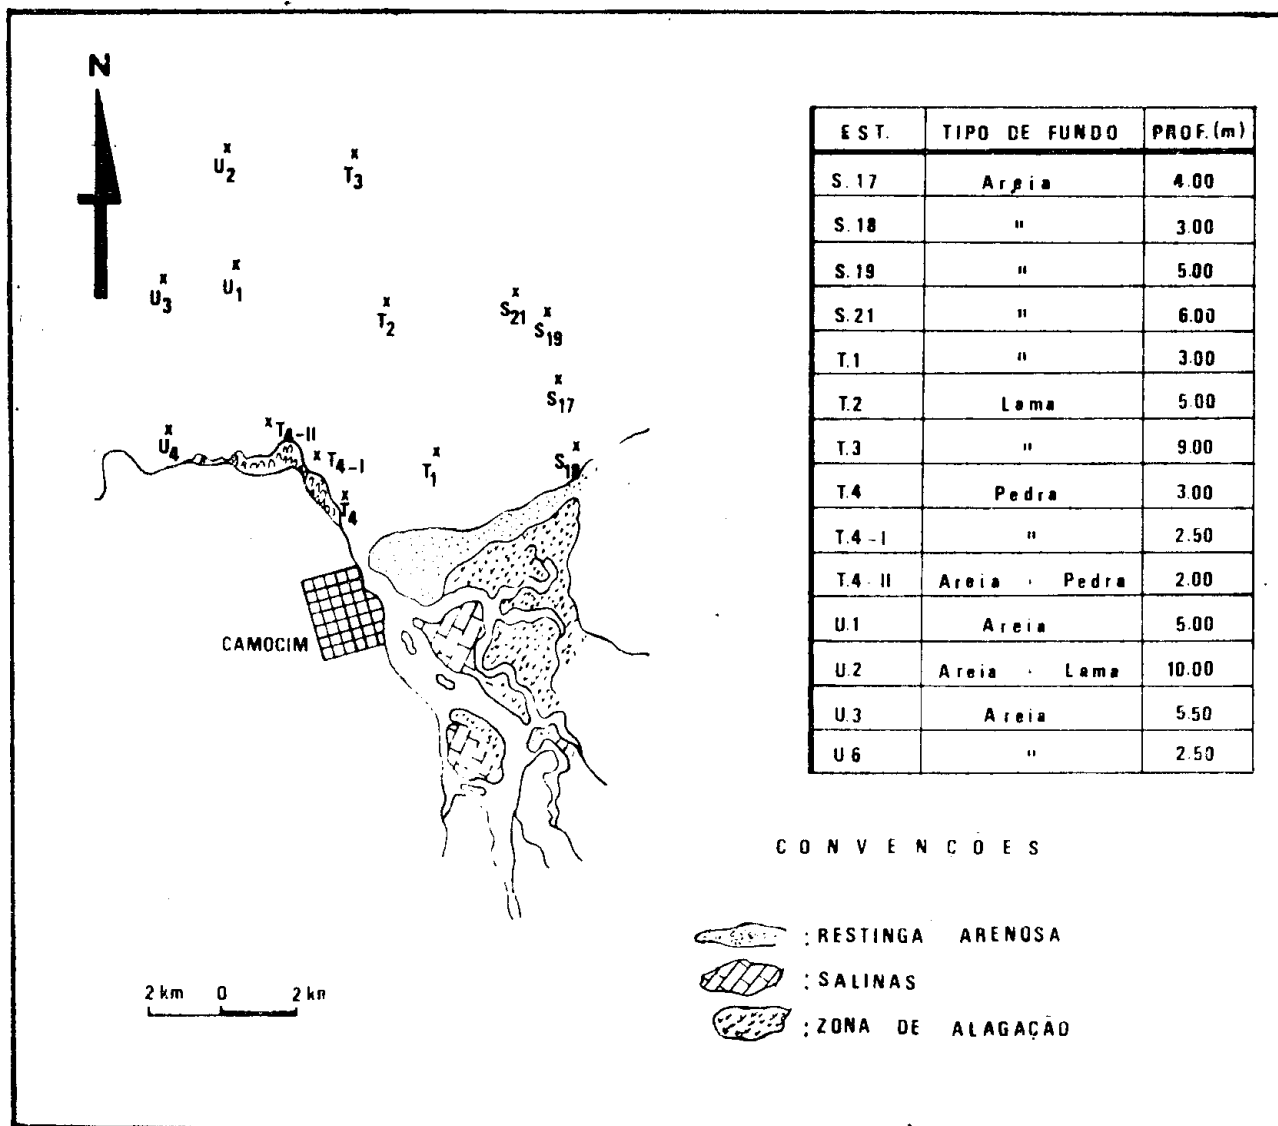 N
U2
T3
U3
U1
T2
S21
S19
S17
U4
T4-II
T4-I
T1
S18
T4
CAMOCIM
2 km 0 2 km
EST. TIPO DE FUNDO PROF. (m)
S.17 Areia 4.00
S.18 " 3.00
S.19 " 5.00
S.21 " 6.00
T.1 " 3.00
T.2 Lama 5.00
T.3 " 9.00
T.4 Pedra 3.00
T.4-I " 2.50
T.4-II Areia · Pedra 2.00
U.1 Areia 5.00
U.2 Areia · Lama 10.00
U.3 Areia 5.50
U.6 " 2.50
CONVENÇÕES
: RESTINGA ARENOSA
: SALINAS
: ZONA DE ALAGAÇÃO